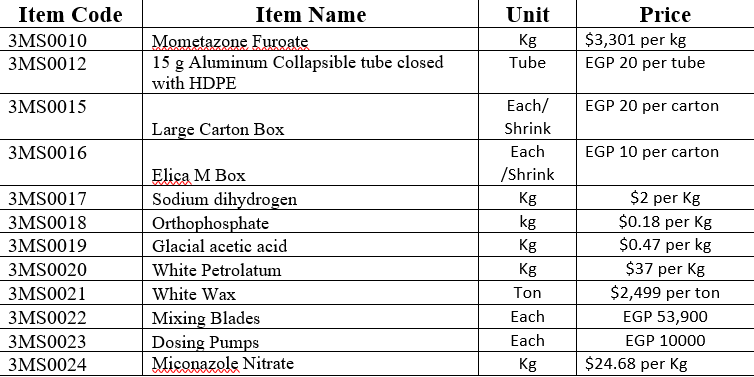 Item Code Item Name Unit Price
3MS0010 Mometazone Furoate Kg $3,301 per kg
3MS0012 15 g Aluminum Collapsible tube closed Tube EGP 20 per tube
with HDPE
3MS0015 Each/ EGP 20 per carton
Large Carton Box Shrink
3MS0016 Each EGP 10 per carton
Elica M Box /Shrink
3MS0017 Sodium dihydrogen Kg $2 per Kg
3MS0018 Orthophosphate kg $0.18 per Kg
3MS0019 Glacial acetic acid Kg $0.47 per kg
3MS0020 White Petrolatum Kg $37 per Kg
3MS0021 White Wax Ton $2,499 per ton
3MS0022 Mixing Blades Each EGP 53,900
3MS0023 Dosing Pumps Each EGP 10000
3MS0024 Miconazole Nitrate Kg $24.68 per Kg